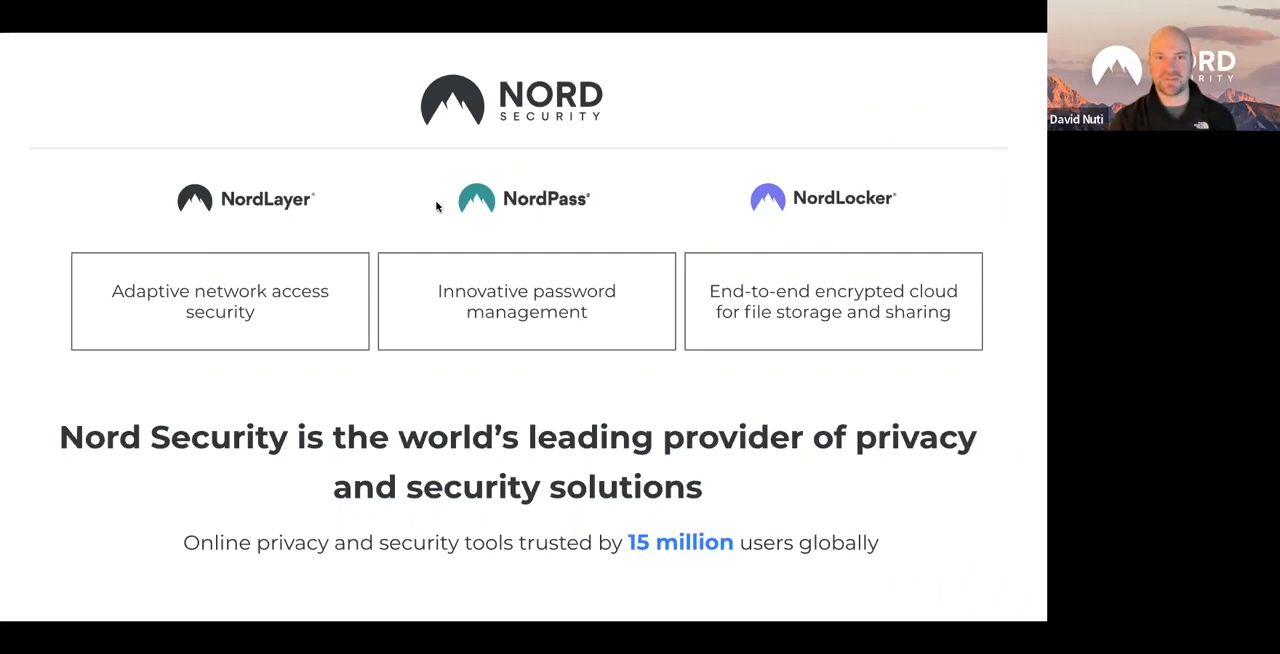 NORD
SECURITY
NordLayer®
NordPass®
NordLocker®
Adaptive network access
security
Innovative password
management
End-to-end encrypted cloud
for file storage and sharing
Nord Security is the world's leading provider of privacy
and security solutions
Online privacy and security tools trusted by 15 million users globally
RD
RITY
David Nuti